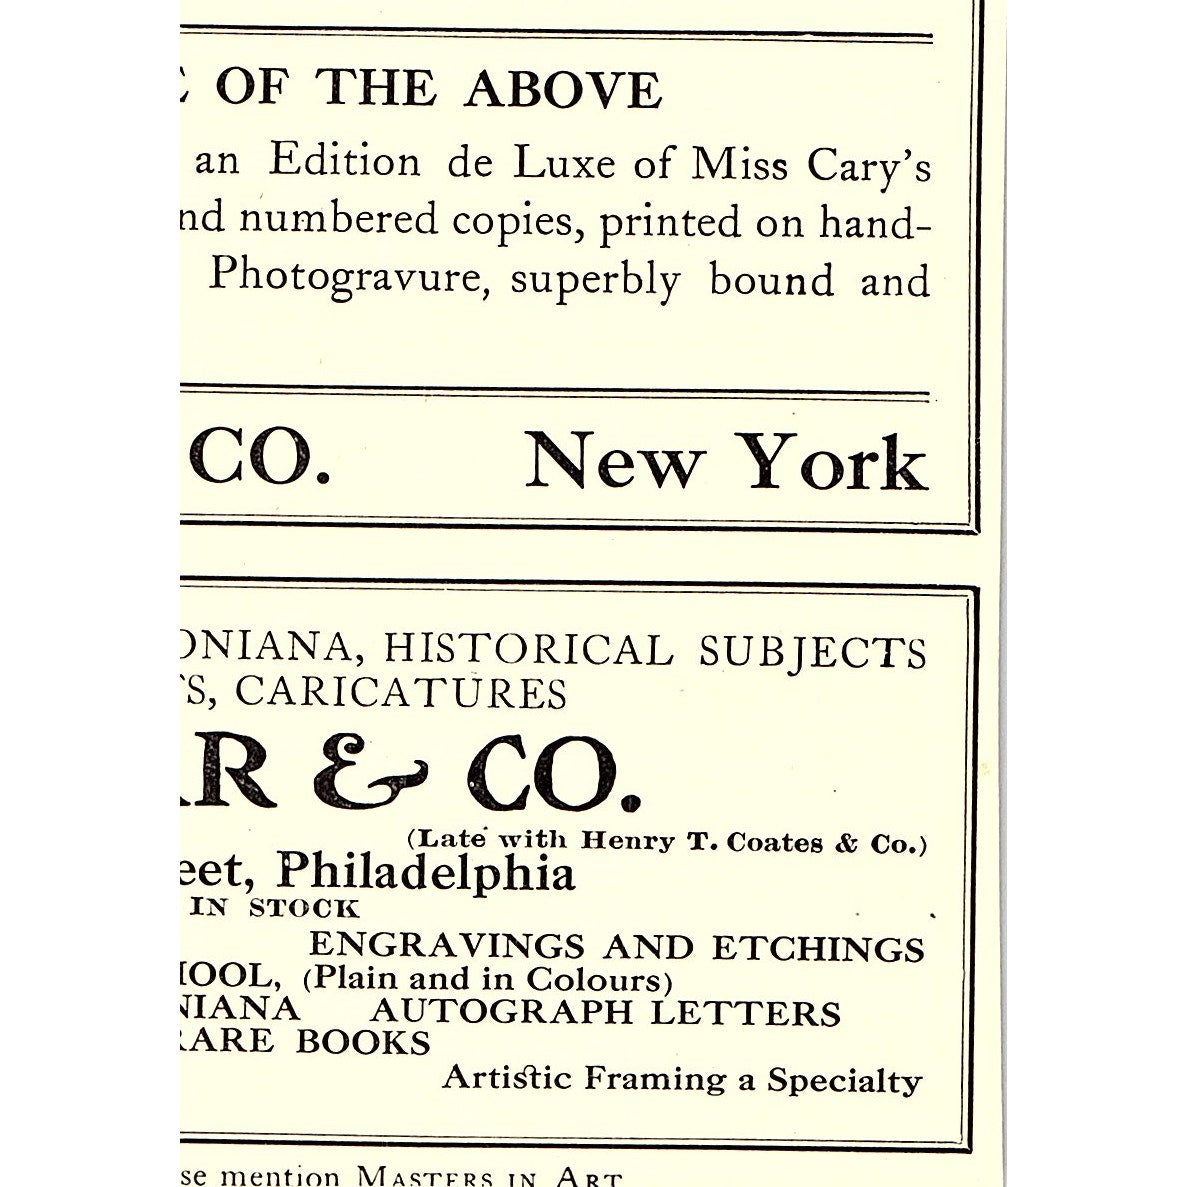 OF THE ABOVE
an Edition de Luxe of Miss Cary's
nd numbered copies, printed on hand-
Photogravure, superbly bound and
CO. New York
ONIANA, HISTORICAL SUBJECTS
S, CARICATURES
R & CO.
(Late with Henry T. Coates & Co.)
eet, Philadelphia
IN STOCK
ENGRAVINGS AND ETCHINGS
HOOL, (Plain and in Colours)
NIANA AUTOGRAPH LETTERS
RARE BOOKS
Artistic Framing a Specialty
se mention MASTERS IN ART